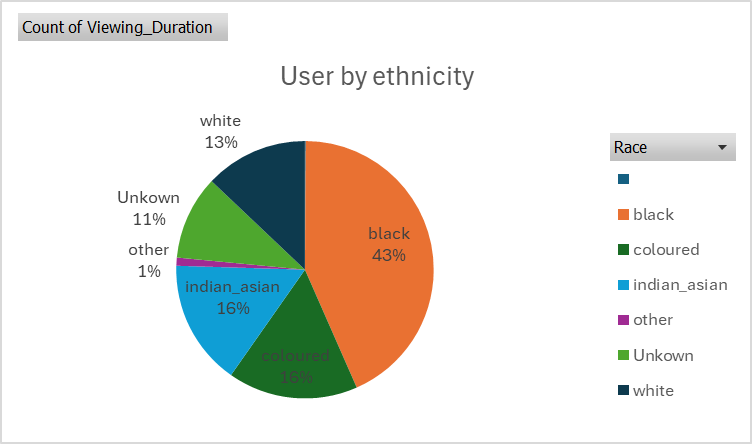 Count of Viewing_Duration
User by ethnicity
white
13%
Unkown
11%
other
1%
indian_asian
16%
coloured
16%
black
43%
Race
black
coloured
indian_asian
other
Unkown
white